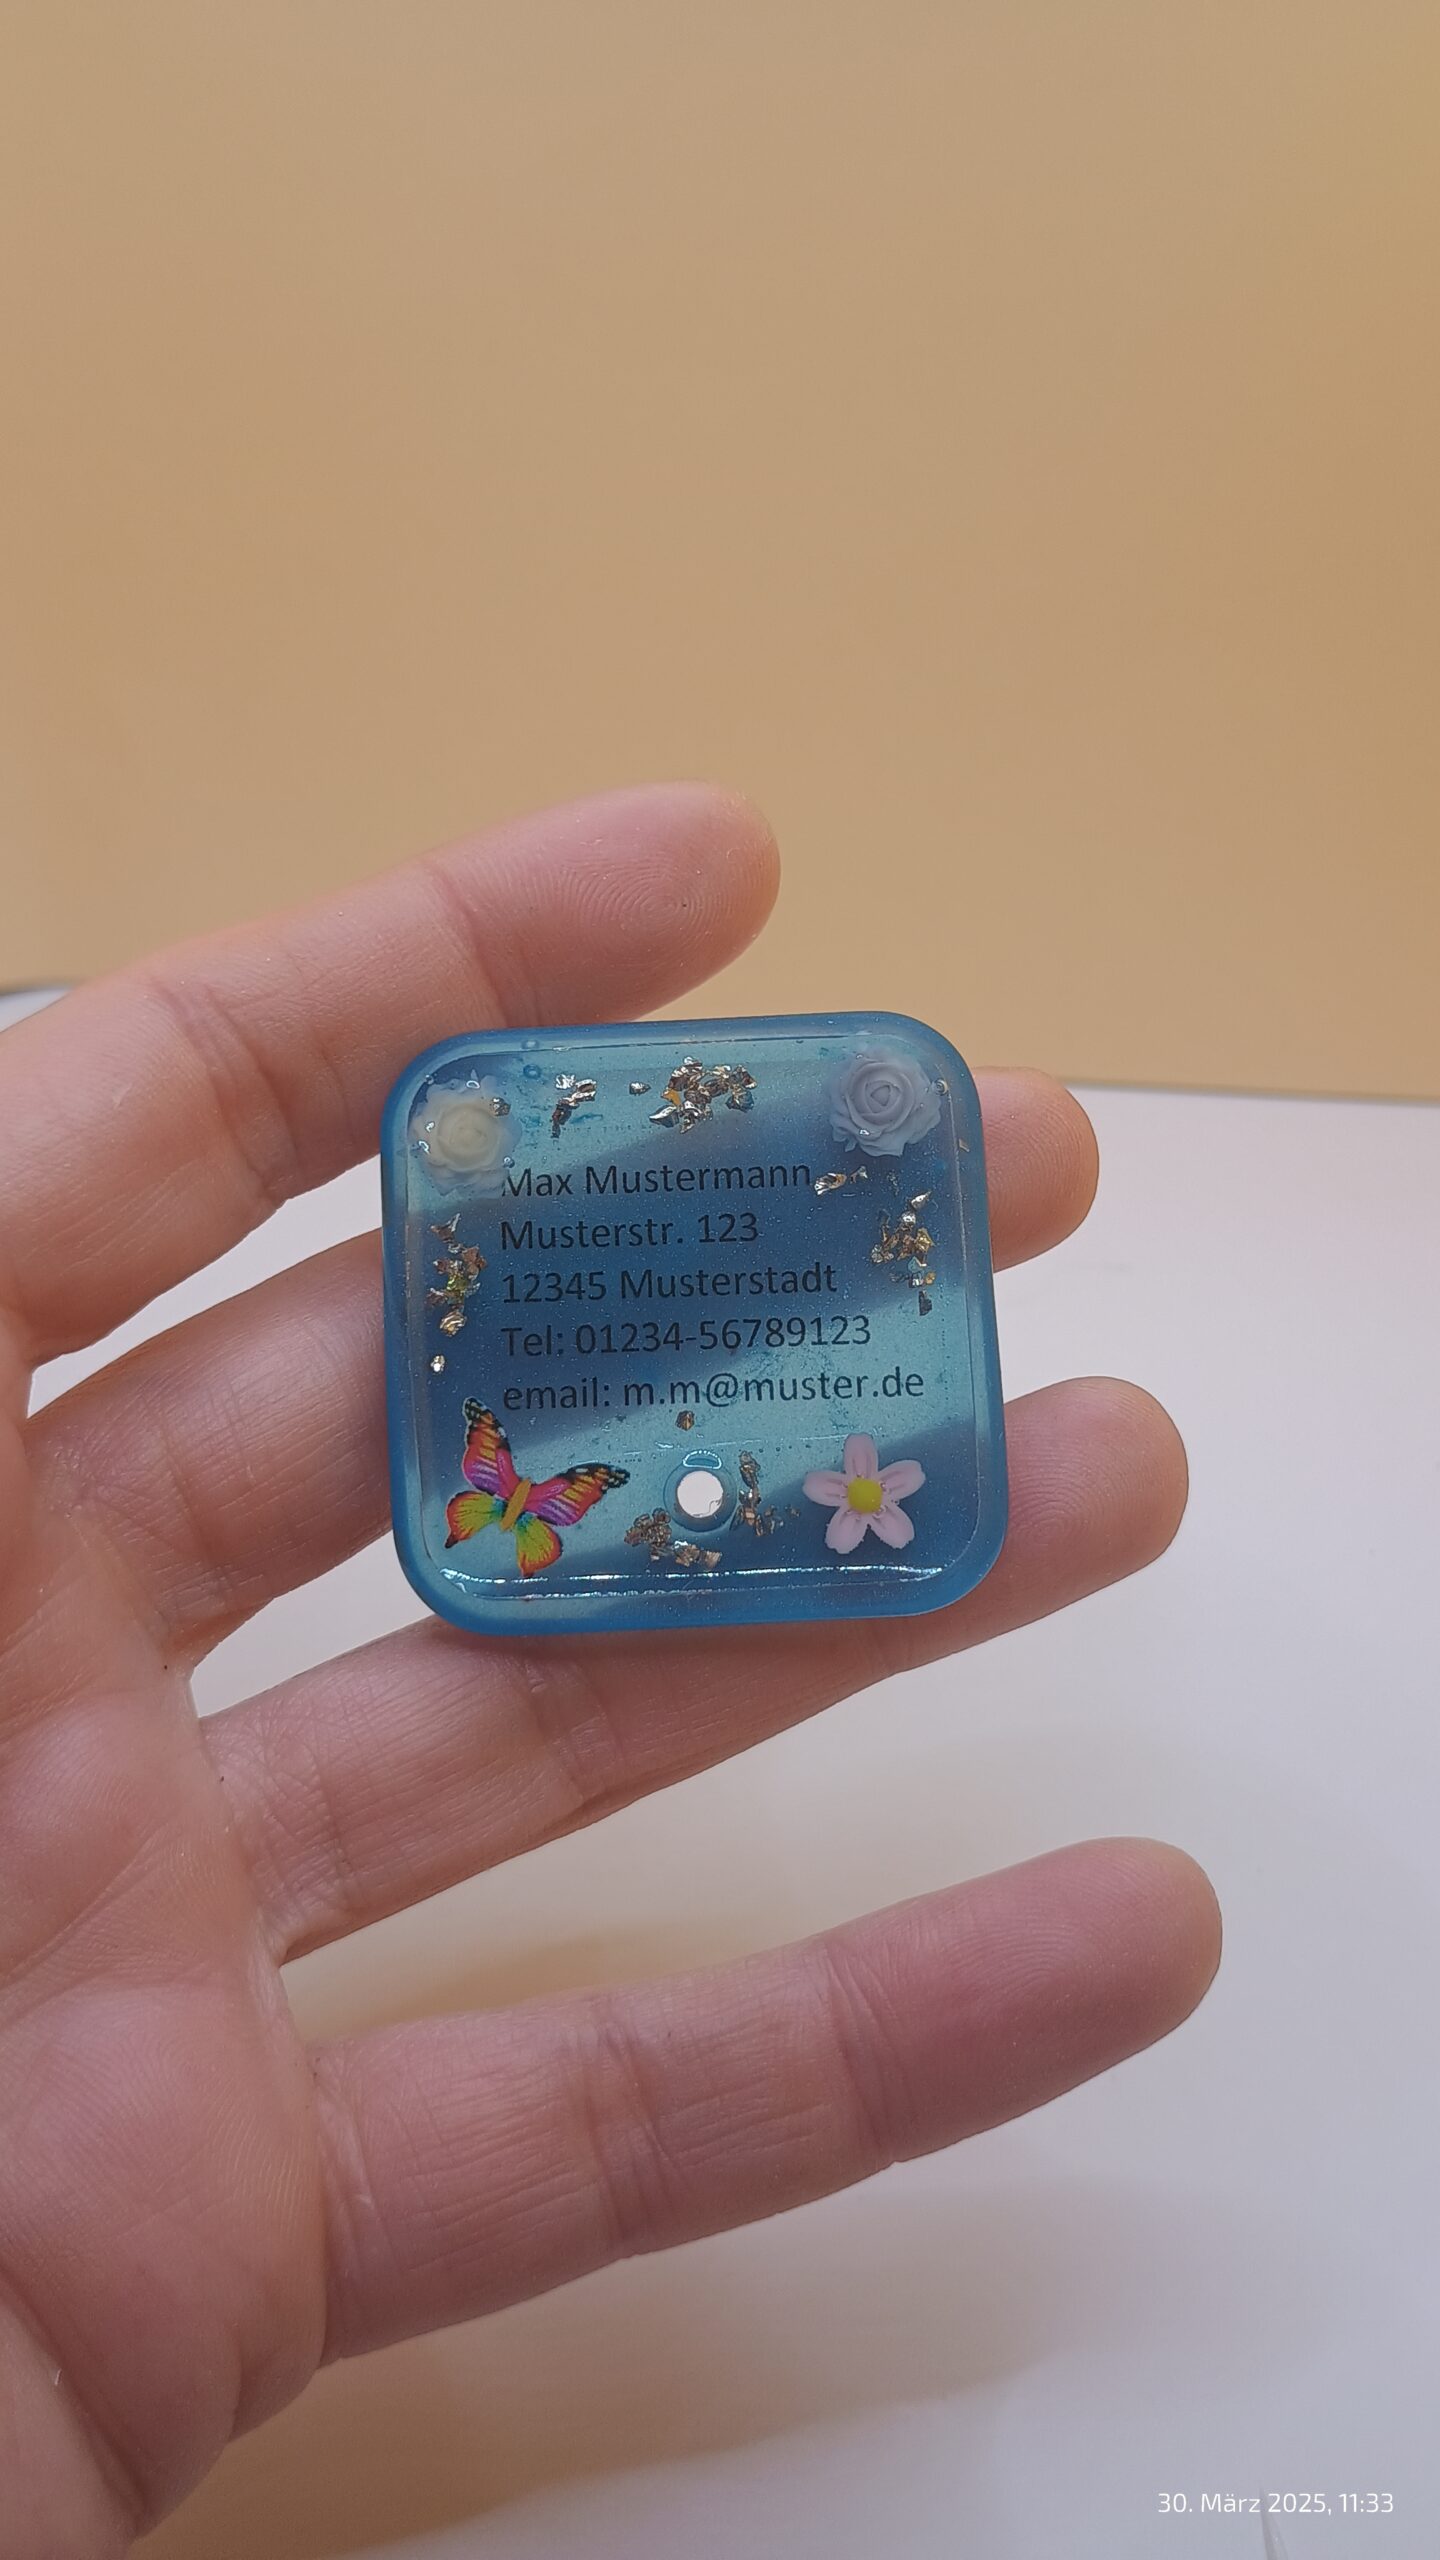 Max Mustermann
Musterstr. 123
12345 Musterstadt
Tel: 01234-56789123
email: m.m@muster.de
30. März 2025, 11:33